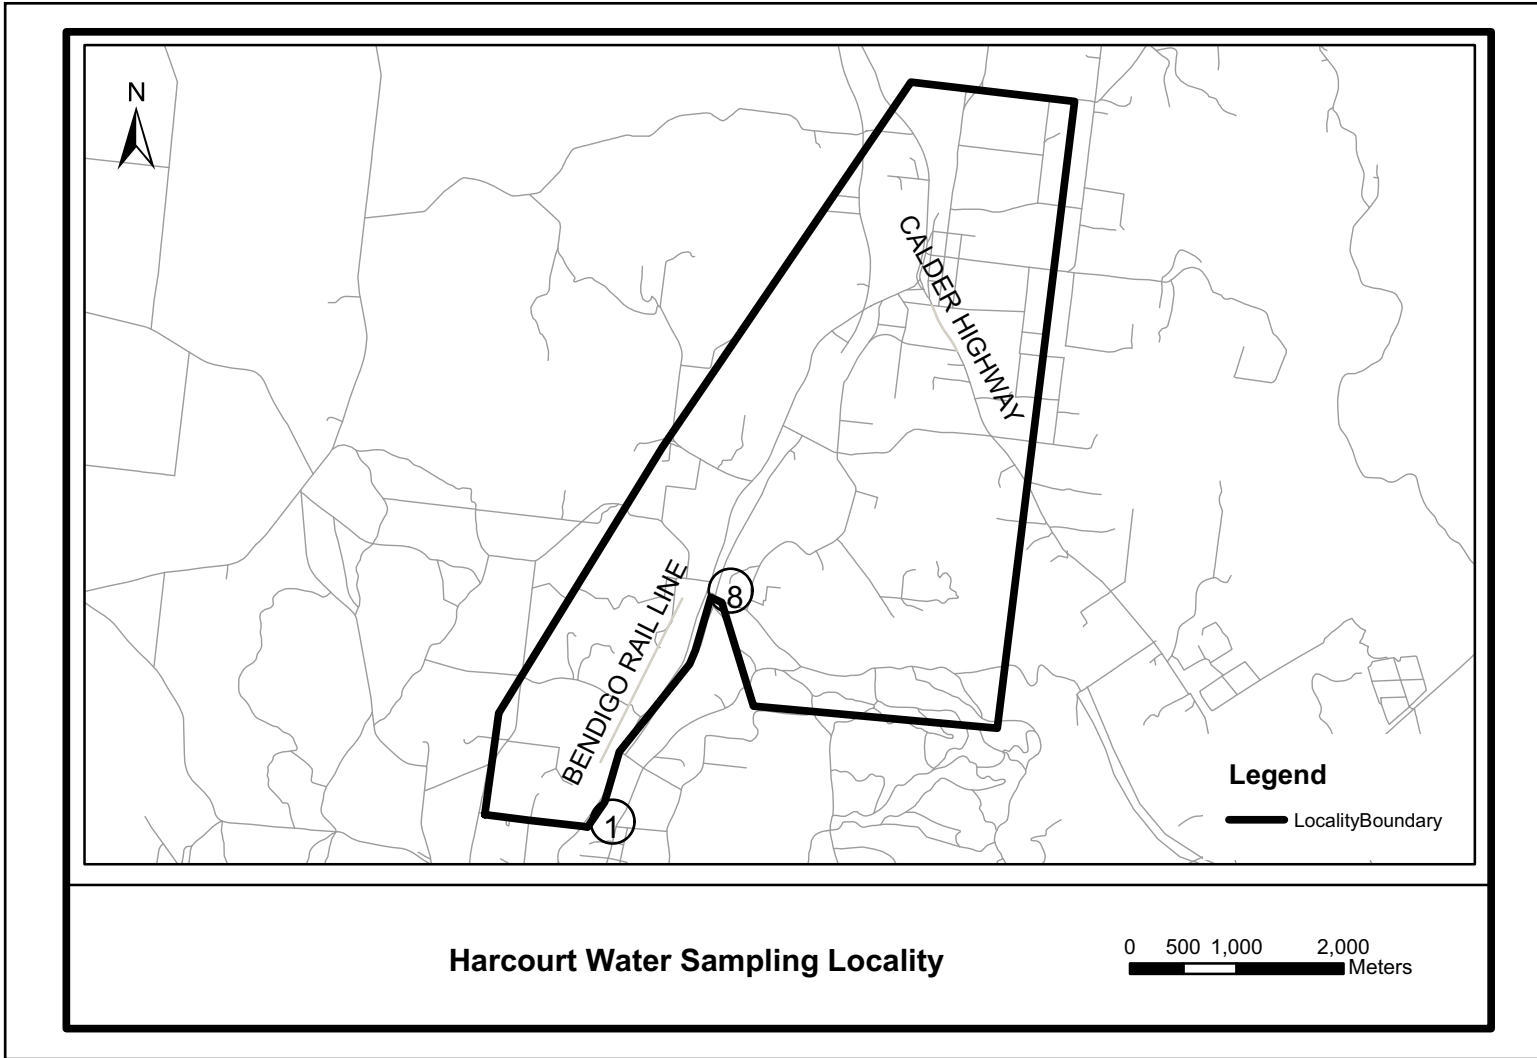 N
CALDER HIGHWAY
8
BENDIGO RAIL LINE
1
Legend
LocalityBoundary
Harcourt Water Sampling Locality
0 500 1,000 2,000
Meters